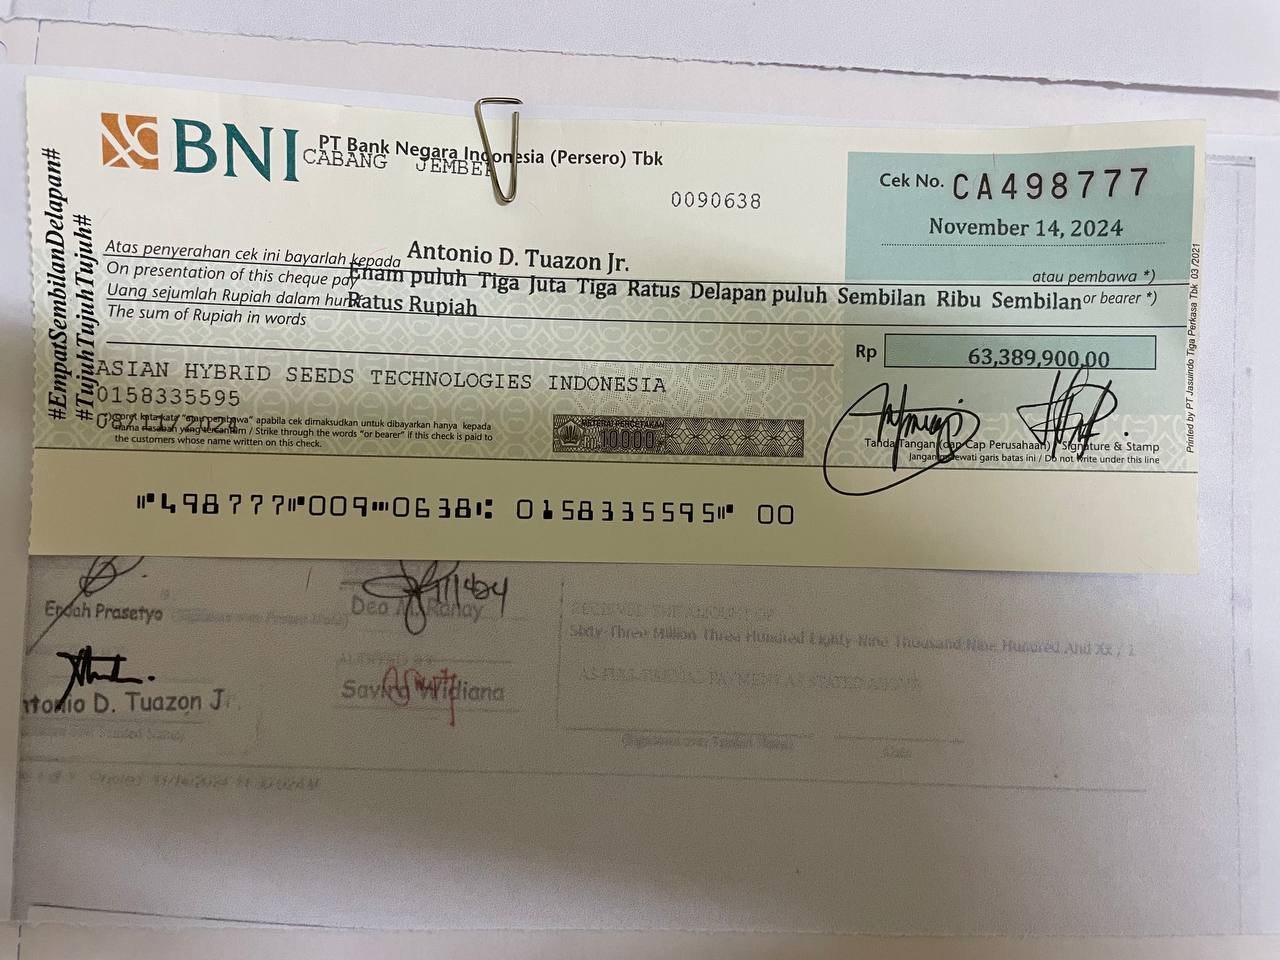 BNI PT Bank Negara Indonesia (Persero) Tbk
CABANG JEMBER
0090638
Cek No. CA498777
November 14, 2024
#EmpatSembilanDelapan#
#TujuhTujuhTujuh#
Atas penyerahan cek ini bayarlah kepada Antonio D. Tuazon Jr.
On presentation of this cheque pay
atau pembawa *)
or bearer *)
Uang sejumlah Rupiah dalam huruf Enam puluh Tiga Juta Tiga Ratus Delapan puluh Sembilan Ribu Sembilan
Ratus Rupiah
The sum of Rupiah in words
Rp 63,389,900,00
ASIAN HYBRID SEEDS TECHNOLOGIES INDONESIA
0158335595
*) coret kata-kata "atau pembawa" apabila cek dimaksudkan untuk dibayarkan hanya kepada
nama nasabah yang tercantum / Strike through the words "or bearer" if this check is paid to
the customers whose name written on this check.
METERAI PERCETAKAN
10000
Tanda Tangan (dan Cap Perusahaan) / Signature & Stamp
Jangan melewati garis batas ini / Do not write under this line
Printed by PT Jasuindo Tiga Perkasa Tbk 03/2021
498777 009 0638 0158335595 00
Endah Prasetyo
Dea M. Ranay
RECEIVED THE AMOUNT OF
Sixty-Three Million Three Hundred Eighty-Nine Thousand Nine Hundred And Xx / 1
AS FULL/PARTIAL PAYMENT AS STATED ABOVE
AUDITED BY
Widiana
ntonio D. Tuazon Jr.
(Signature over Printed Name)
Date